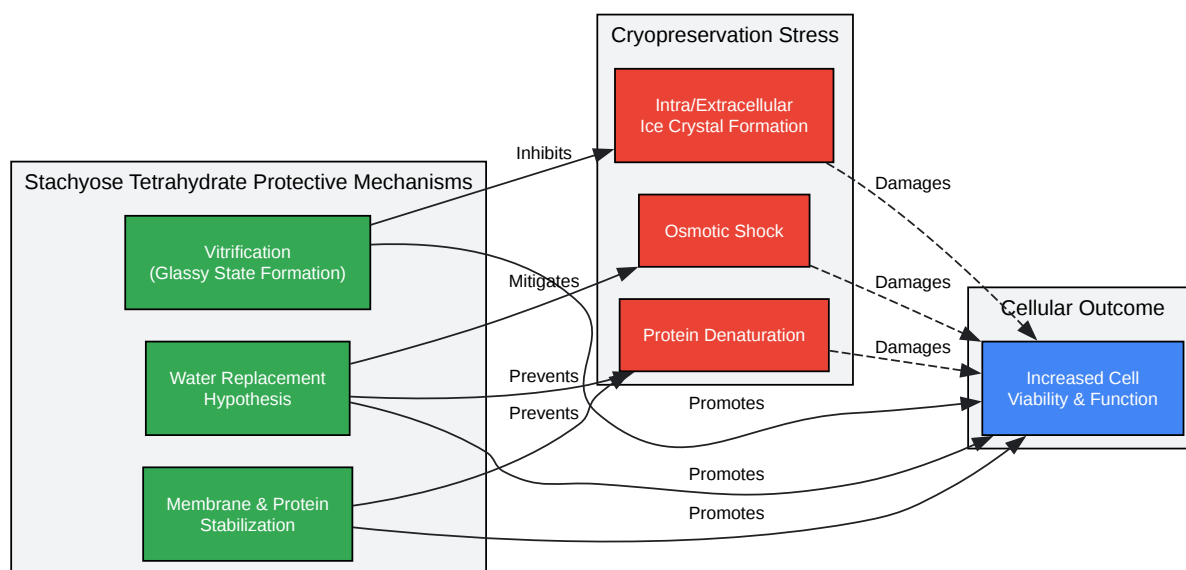 Cryopreservation Stress
Intra/Extracellular
Ice Crystal Formation
Inhibits
Stachyose Tetrahydrate Protective Mechanisms
Damages
Vitrification
(Glassy State Formation)
Osmotic Shock
Mitigates
Damages
Cellular Outcome
Protein Denaturation
Damages
Water Replacement
Hypothesis
Prevents
Increased Cell
Viability & Function
Prevents
Promotes
Promotes
Membrane & Protein
Stabilization
Promotes